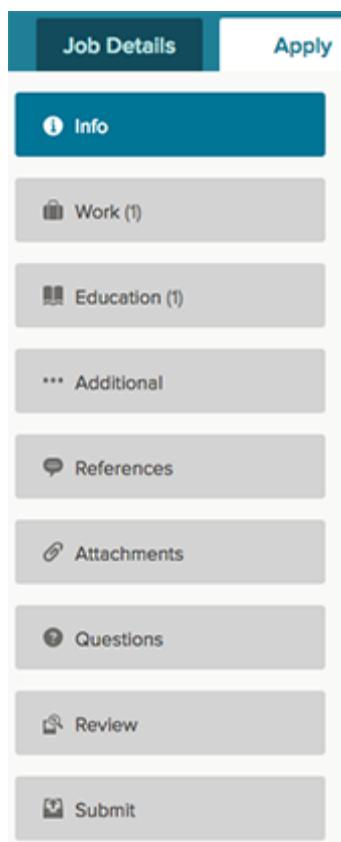 Job Details Apply
Info
Work (1)
Education (1)
Additional
References
Attachments
Questions
Review
Submit